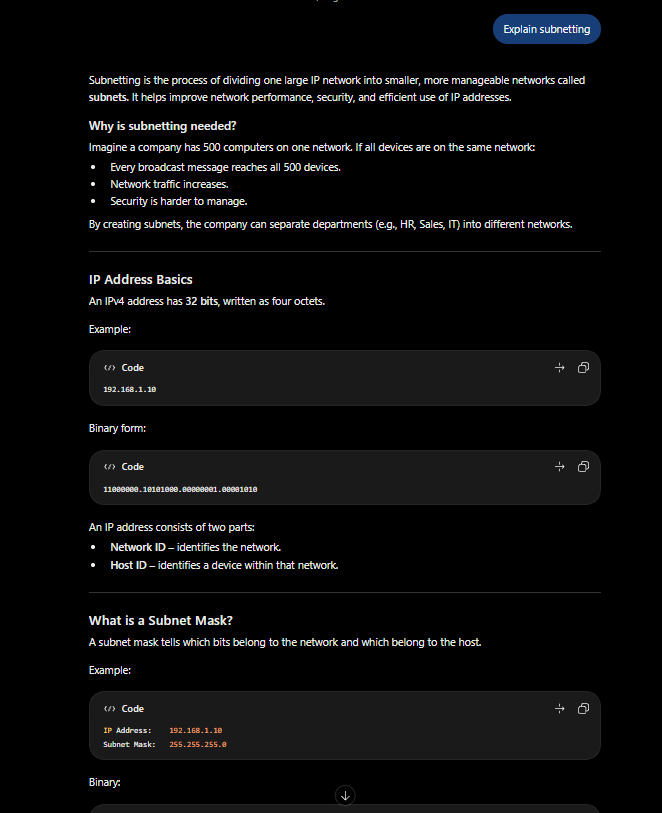 Explain subnetting
Subnetting is the process of dividing one large IP network into smaller, more manageable networks called
subnets. It helps improve network performance, security, and efficient use of IP addresses.
Why is subnetting needed?
Imagine a company has 500 computers on one network. If all devices are on the same network:
• Every broadcast message reaches all 500 devices.
• Network traffic increases.
• Security is harder to manage.
By creating subnets, the company can separate departments (e.g., HR, Sales, IT) into different networks.
IP Address Basics
An IPv4 address has 32 bits, written as four octets.
Example:
</> Code
192.168.1.10
Binary form:
</> Code
11000000.10101000.00000001.00001010
An IP address consists of two parts:
• Network ID – identifies the network.
• Host ID – identifies a device within that network.
What is a Subnet Mask?
A subnet mask tells which bits belong to the network and which belong to the host.
Example:
</> Code
IP Address: 192.168.1.10
Subnet Mask: 255.255.255.0
Binary: